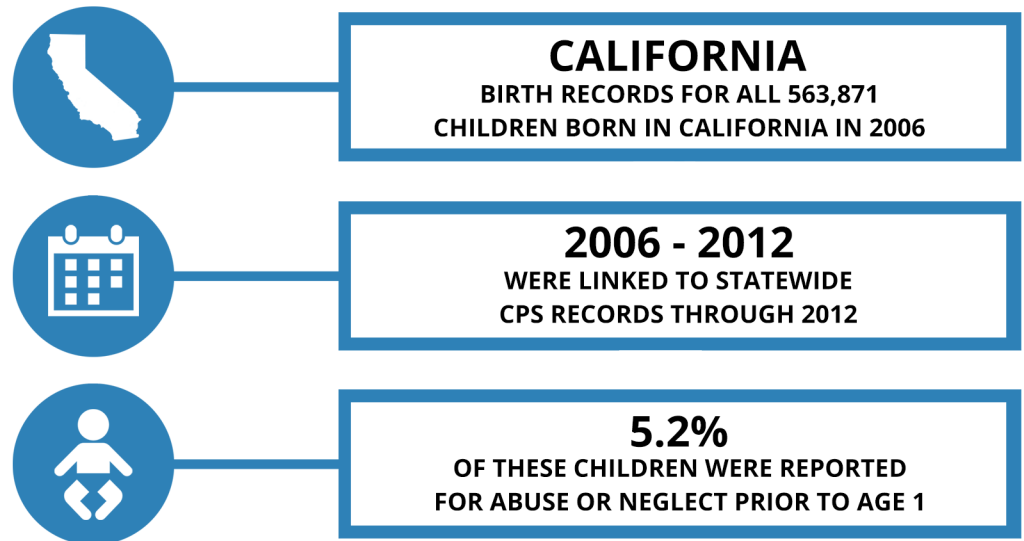 CALIFORNIA
BIRTH RECORDS FOR ALL 563,871
CHILDREN BORN IN CALIFORNIA IN 2006
2006 - 2012
WERE LINKED TO STATEWIDE
CPS RECORDS THROUGH 2012
5.2%
OF THESE CHILDREN WERE REPORTED
FOR ABUSE OR NEGLECT PRIOR TO AGE 1